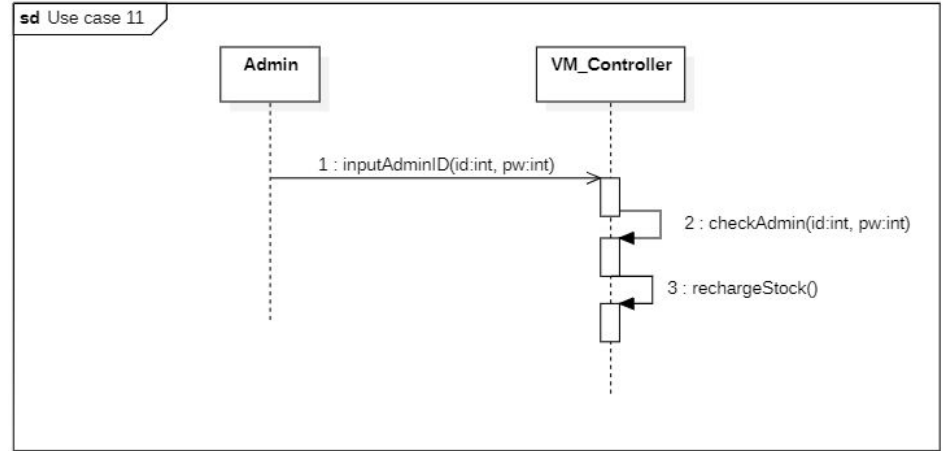 sd Use case 11
Admin
VM_Controller
1 : inputAdminID(id:int, pw:int)
2 : checkAdmin(id:int, pw:int)
3 : rechargeStock()